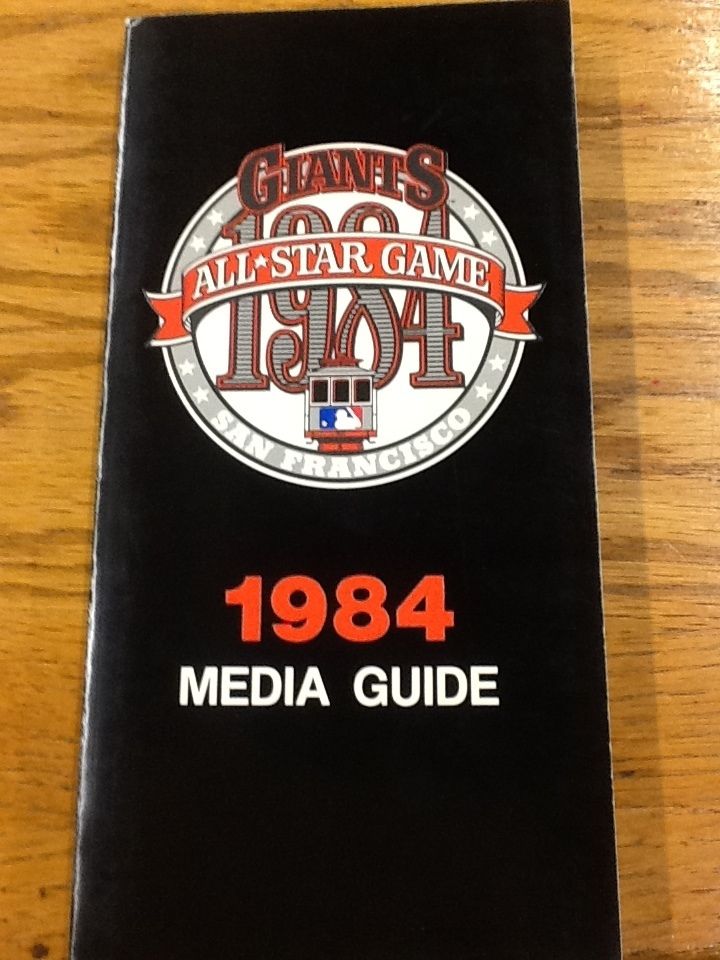 GIANTS
1984
ALL★STAR GAME
SAN FRANCISCO
1984
MEDIA GUIDE